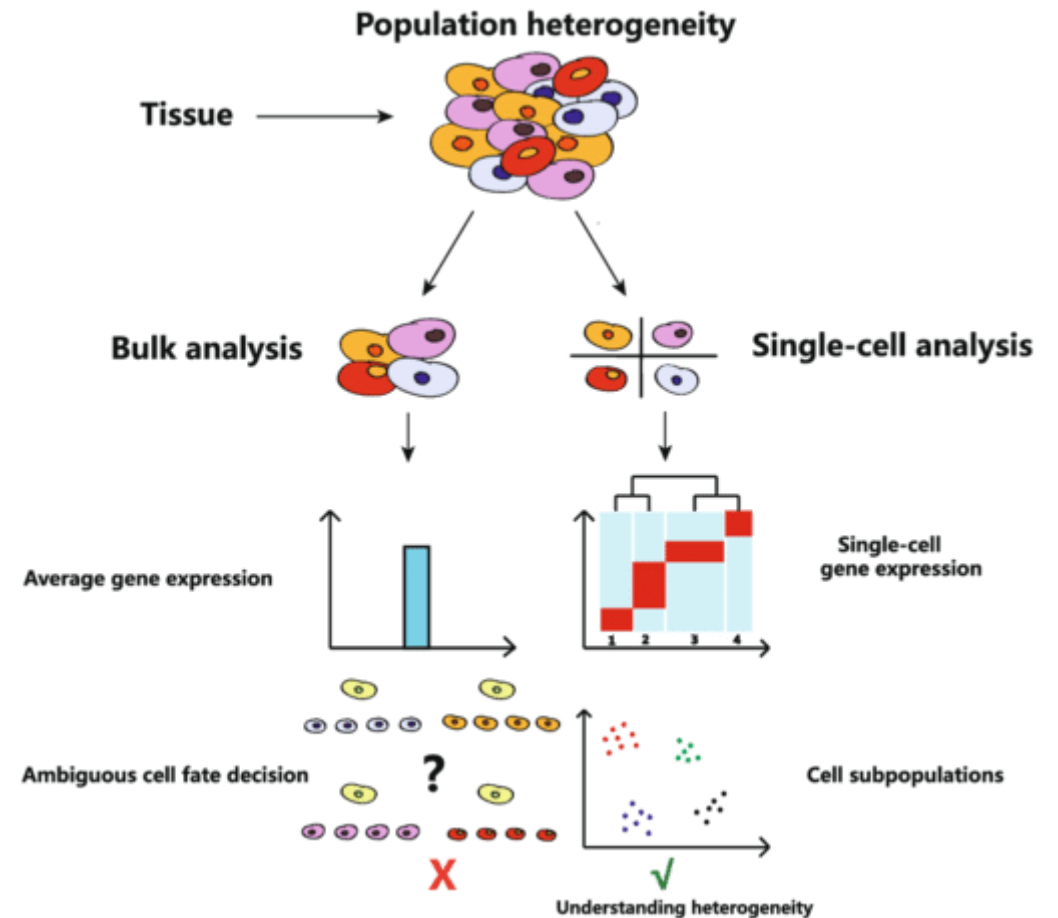 Population heterogeneity
Tissue
Bulk analysis
Single-cell analysis
Average gene expression
1 2 3 4
Single-cell
gene expression
Ambiguous cell fate decision
?
Cell subpopulations
X
√
Understanding heterogeneity